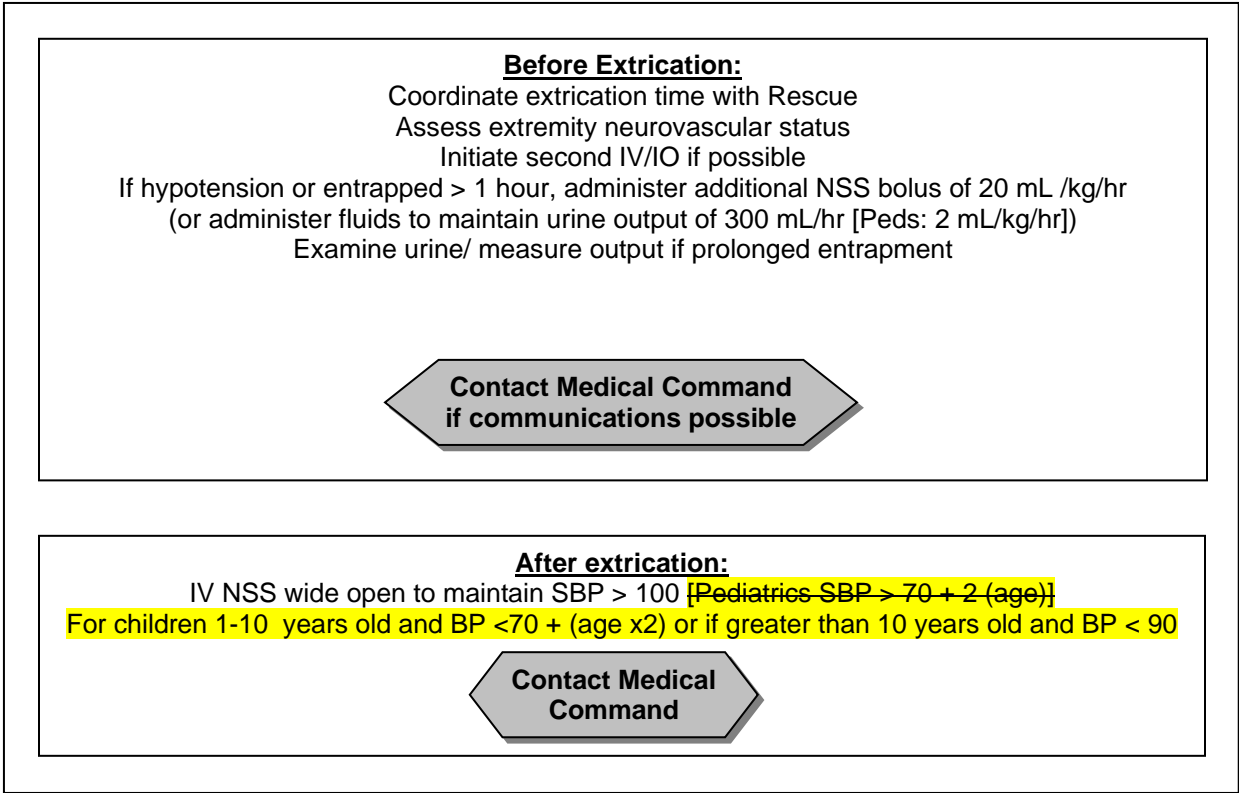 Before Extrication:
Coordinate extrication time with Rescue
Assess extremity neurovascular status
Initiate second IV/IO if possible
If hypotension or entrapped > 1 hour, administer additional NSS bolus of 20 mL /kg/hr
(or administer fluids to maintain urine output of 300 mL/hr [Peds: 2 mL/kg/hr])
Examine urine/ measure output if prolonged entrapment
Contact Medical Command
if communications possible
After extrication:
IV NSS wide open to maintain SBP > 100 [Pediatrics SBP > 70 + 2 (age)]
For children 1-10  years old and BP <70 + (age x2) or if greater than 10 years old and BP < 90
Contact Medical
Command